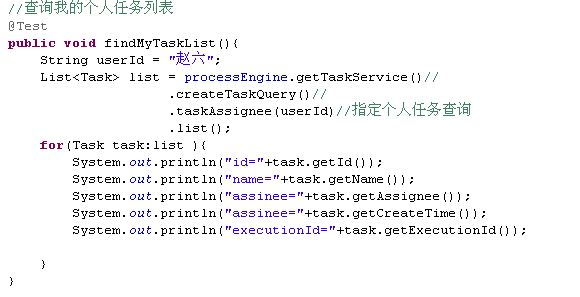 //查询我的个人任务列表
@Test
public void findMyTaskList(){
    String userId = "赵六";
    List<Task> list = processEngine.getTaskService()//
                    .createTaskQuery()//
                    .taskAssignee(userId)//指定个人任务查询
                    .list();
    for(Task task:list ){
        System.out.println("id="+task.getId());
        System.out.println("name="+task.getName());
        System.out.println("assinee="+task.getAssignee());
        System.out.println("assinee="+task.getCreateTime());
        System.out.println("executionId="+task.getExecutionId());
    }
}